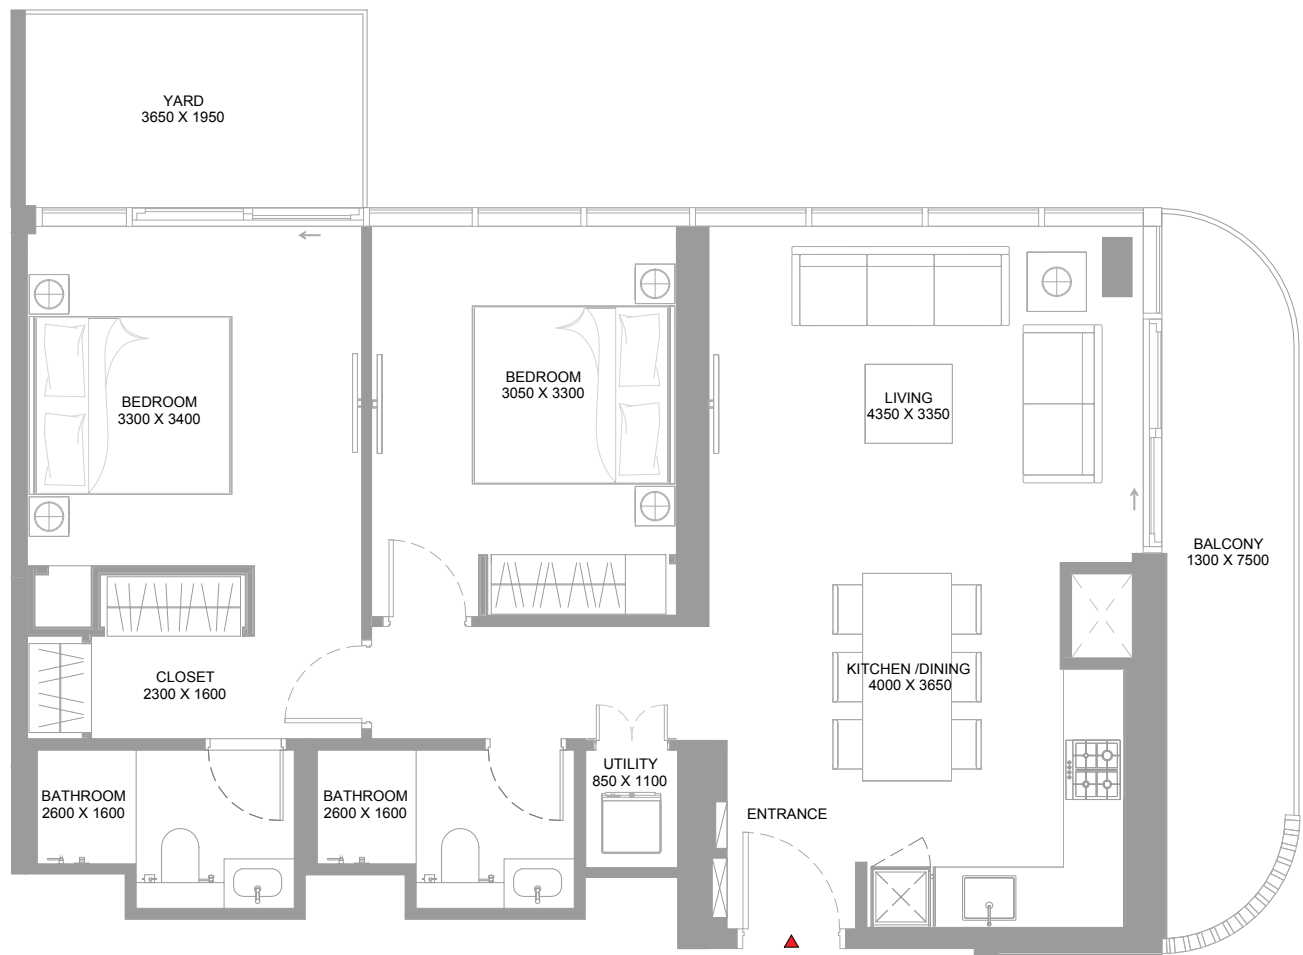 YARD
3650 X 1950
BEDROOM
3300 X 3400
BEDROOM
3050 X 3300
LIVING
4350 X 3350
BALCONY
1300 X 7500
CLOSET
2300 X 1600
KITCHEN /DINING
4000 X 3650
BATHROOM
2600 X 1600
BATHROOM
2600 X 1600
UTILITY
850 X 1100
ENTRANCE